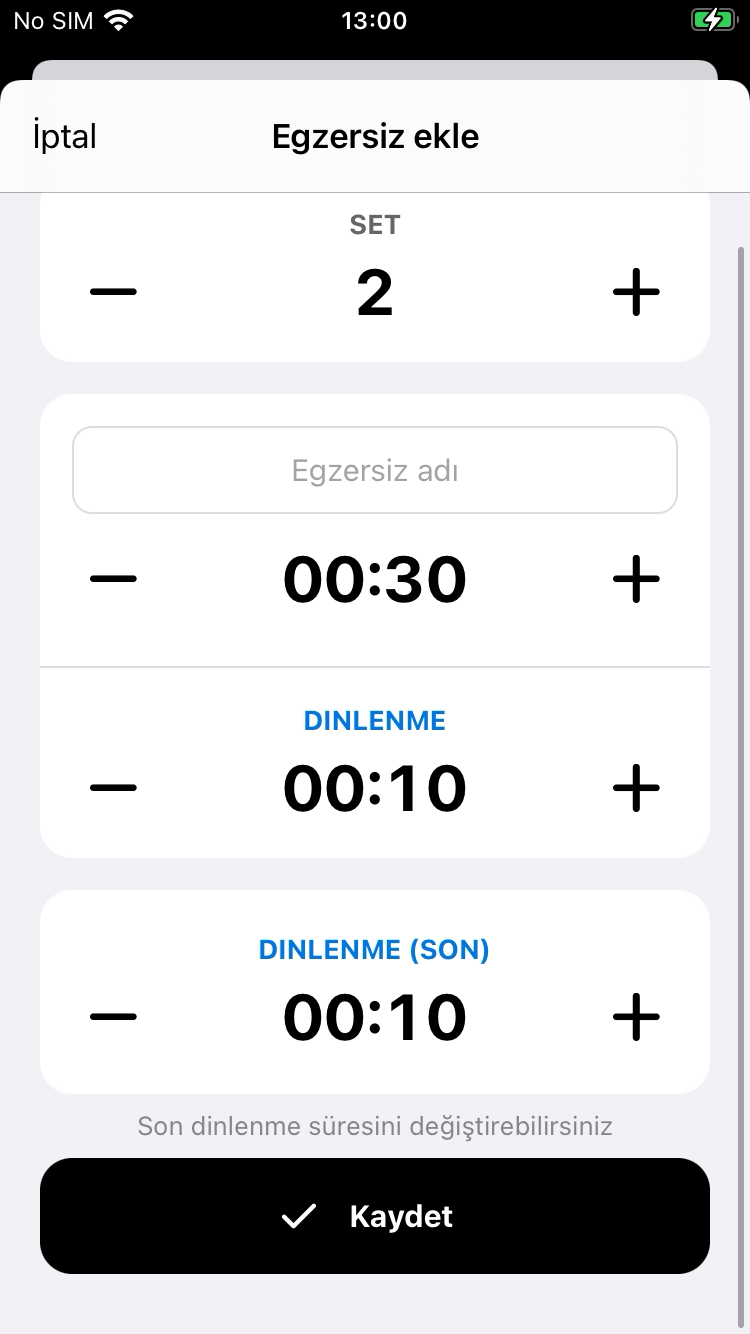 No SIM 13:00
İptal Egzersiz ekle
SET
2
Egzersiz adı
00:30
DINLENME
00:10
DINLENME (SON)
00:10
Son dinlenme süresini değiştirebilirsiniz
Kaydet